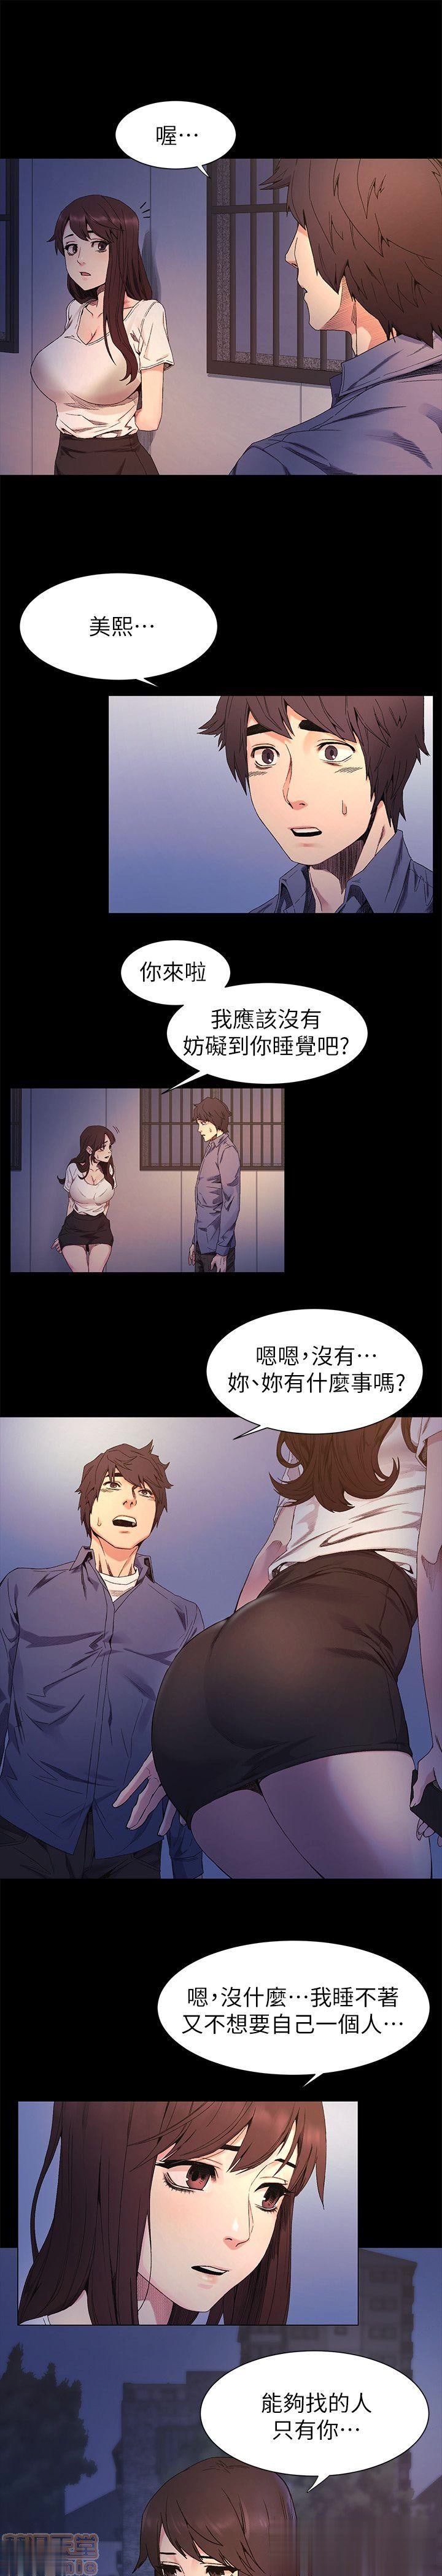 喔⋯
美熙⋯
你來啦
我應該沒有
妨礙到你睡覺吧?
嗯嗯，沒有⋯
妳、妳有什麼事嗎?
嗯，沒什麼⋯我睡不著
又不想要自己一個人⋯
能夠找的人
只有你⋯